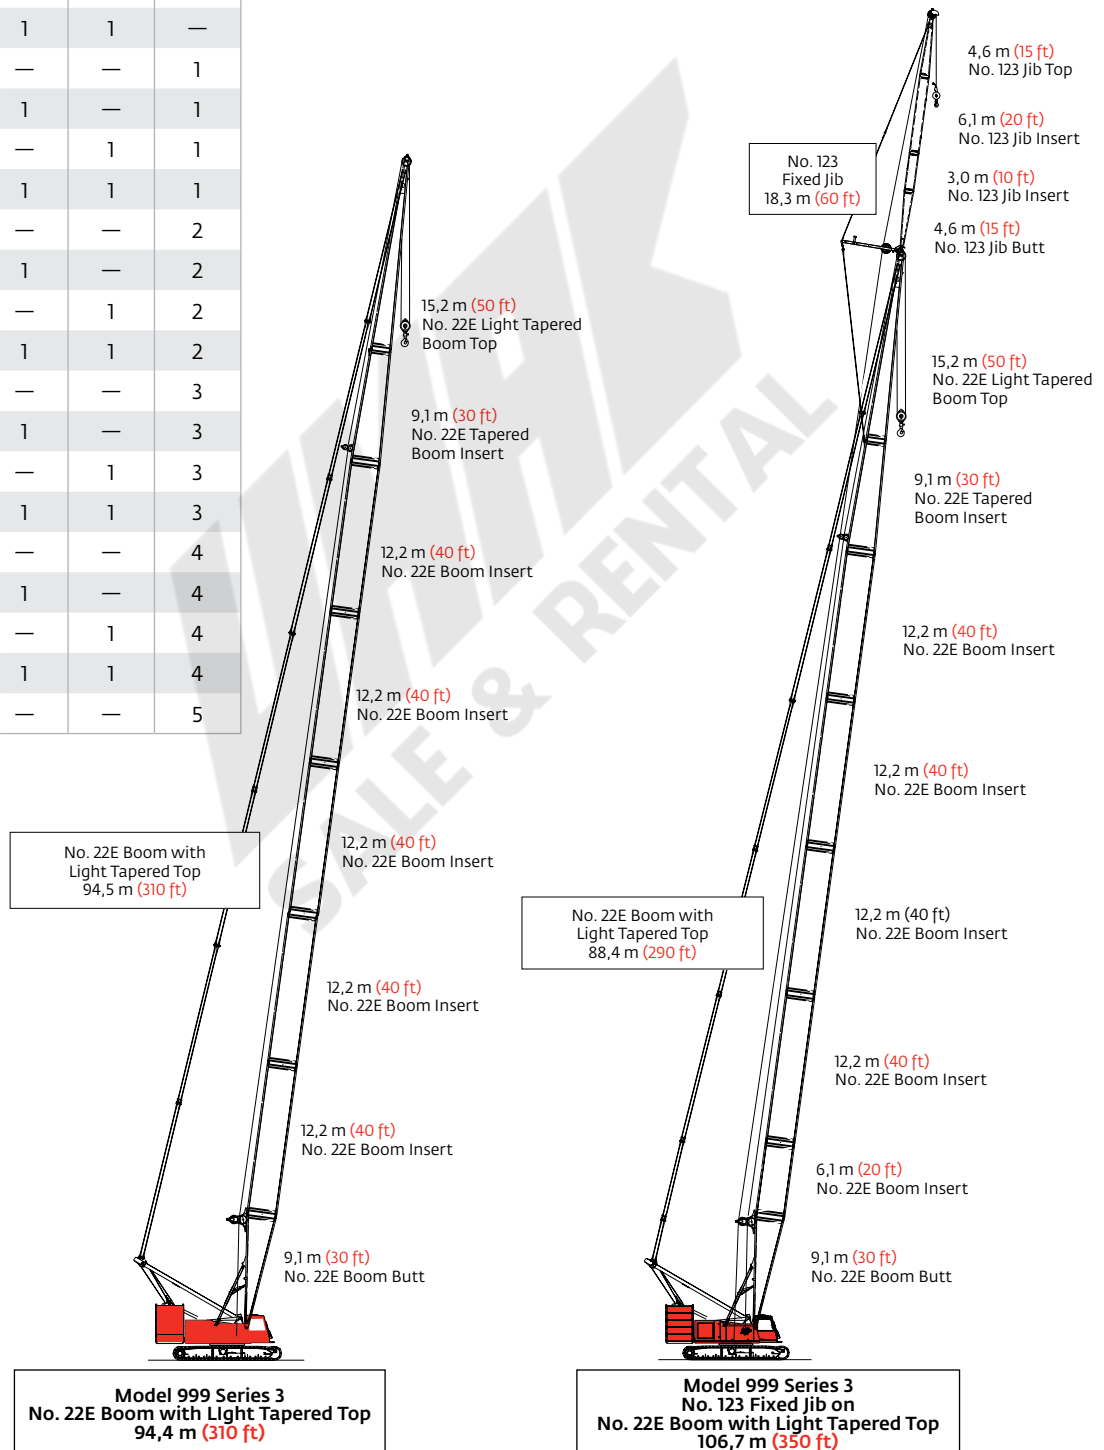 1 1 —
— — 1
1 — 1
— 1 1
1 1 1
— — 2
1 — 2
— 1 2
1 1 2
— — 3
1 — 3
— 1 3
1 1 3
— — 4
1 — 4
— 1 4
1 1 4
— — 5
15,2 m (50 ft)
No. 22E Light Tapered
Boom Top
9,1 m (30 ft)
No. 22E Tapered
Boom Insert
12,2 m (40 ft)
No. 22E Boom Insert
12,2 m (40 ft)
No. 22E Boom Insert
12,2 m (40 ft)
No. 22E Boom Insert
No. 22E Boom with
Light Tapered Top
94,5 m (310 ft)
12,2 m (40 ft)
No. 22E Boom Insert
12,2 m (40 ft)
No. 22E Boom Insert
9,1 m (30 ft)
No. 22E Boom Butt
Model 999 Series 3
No. 22E Boom with LIght Tapered Top
94,4 m (310 ft)
4,6 m (15 ft)
No. 123 Jib Top
6,1 m (20 ft)
No. 123 Jib Insert
No. 123
Fixed Jib
18,3 m (60 ft)
3,0 m (10 ft)
No. 123 Jib Insert
4,6 m (15 ft)
No. 123 Jib Butt
15,2 m (50 ft)
No. 22E Light Tapered
Boom Top
9,1 m (30 ft)
No. 22E Tapered
Boom Insert
12,2 m (40 ft)
No. 22E Boom Insert
12,2 m (40 ft)
No. 22E Boom Insert
12,2 m (40 ft)
No. 22E Boom Insert
No. 22E Boom with
Light Tapered Top
88,4 m (290 ft)
12,2 m (40 ft)
No. 22E Boom Insert
6,1 m (20 ft)
No. 22E Boom Insert
9,1 m (30 ft)
No. 22E Boom Butt
Model 999 Series 3
No. 123 Fixed Jib on
No. 22E Boom with Light Tapered Top
106,7 m (350 ft)
SALE & RENTAL